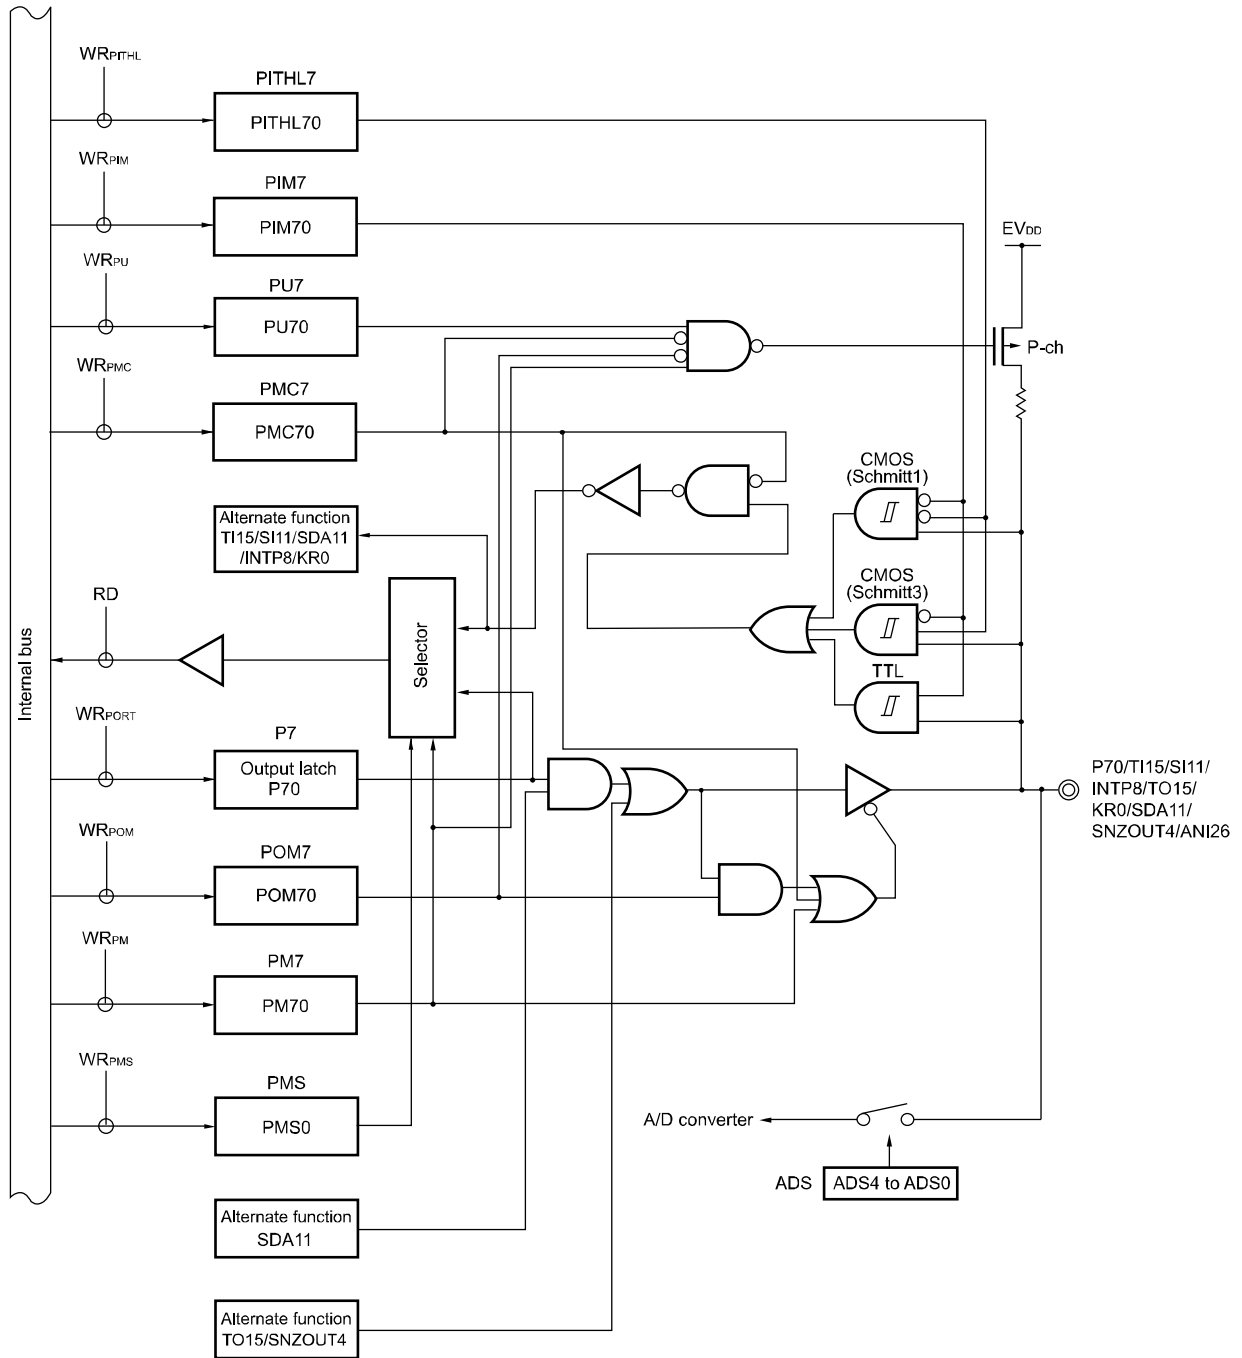 WRPITHL
PITHL7
PITHL70
WRPIM
PIM7
PIM70
EVDD
WRPU
PU7
PU70
P-ch
WRPMC
PMC7
PMC70
CMOS
(Schmitt1)
Alternate function
TI15/SI11/SDA11
/INTP8/KR0
CMOS
(Schmitt3)
RD
Selector
Internal bus
TTL
WRPORT
P7
Output latch
P70
P70/TI15/SI11/
INTP8/TO15/
KR0/SDA11/
SNZOUT4/ANI26
WRPOM
POM7
POM70
WRPM
PM7
PM70
WRPMS
PMS
PMS0
A/D converter
ADS
ADS4 to ADS0
Alternate function
SDA11
Alternate function
TO15/SNZOUT4